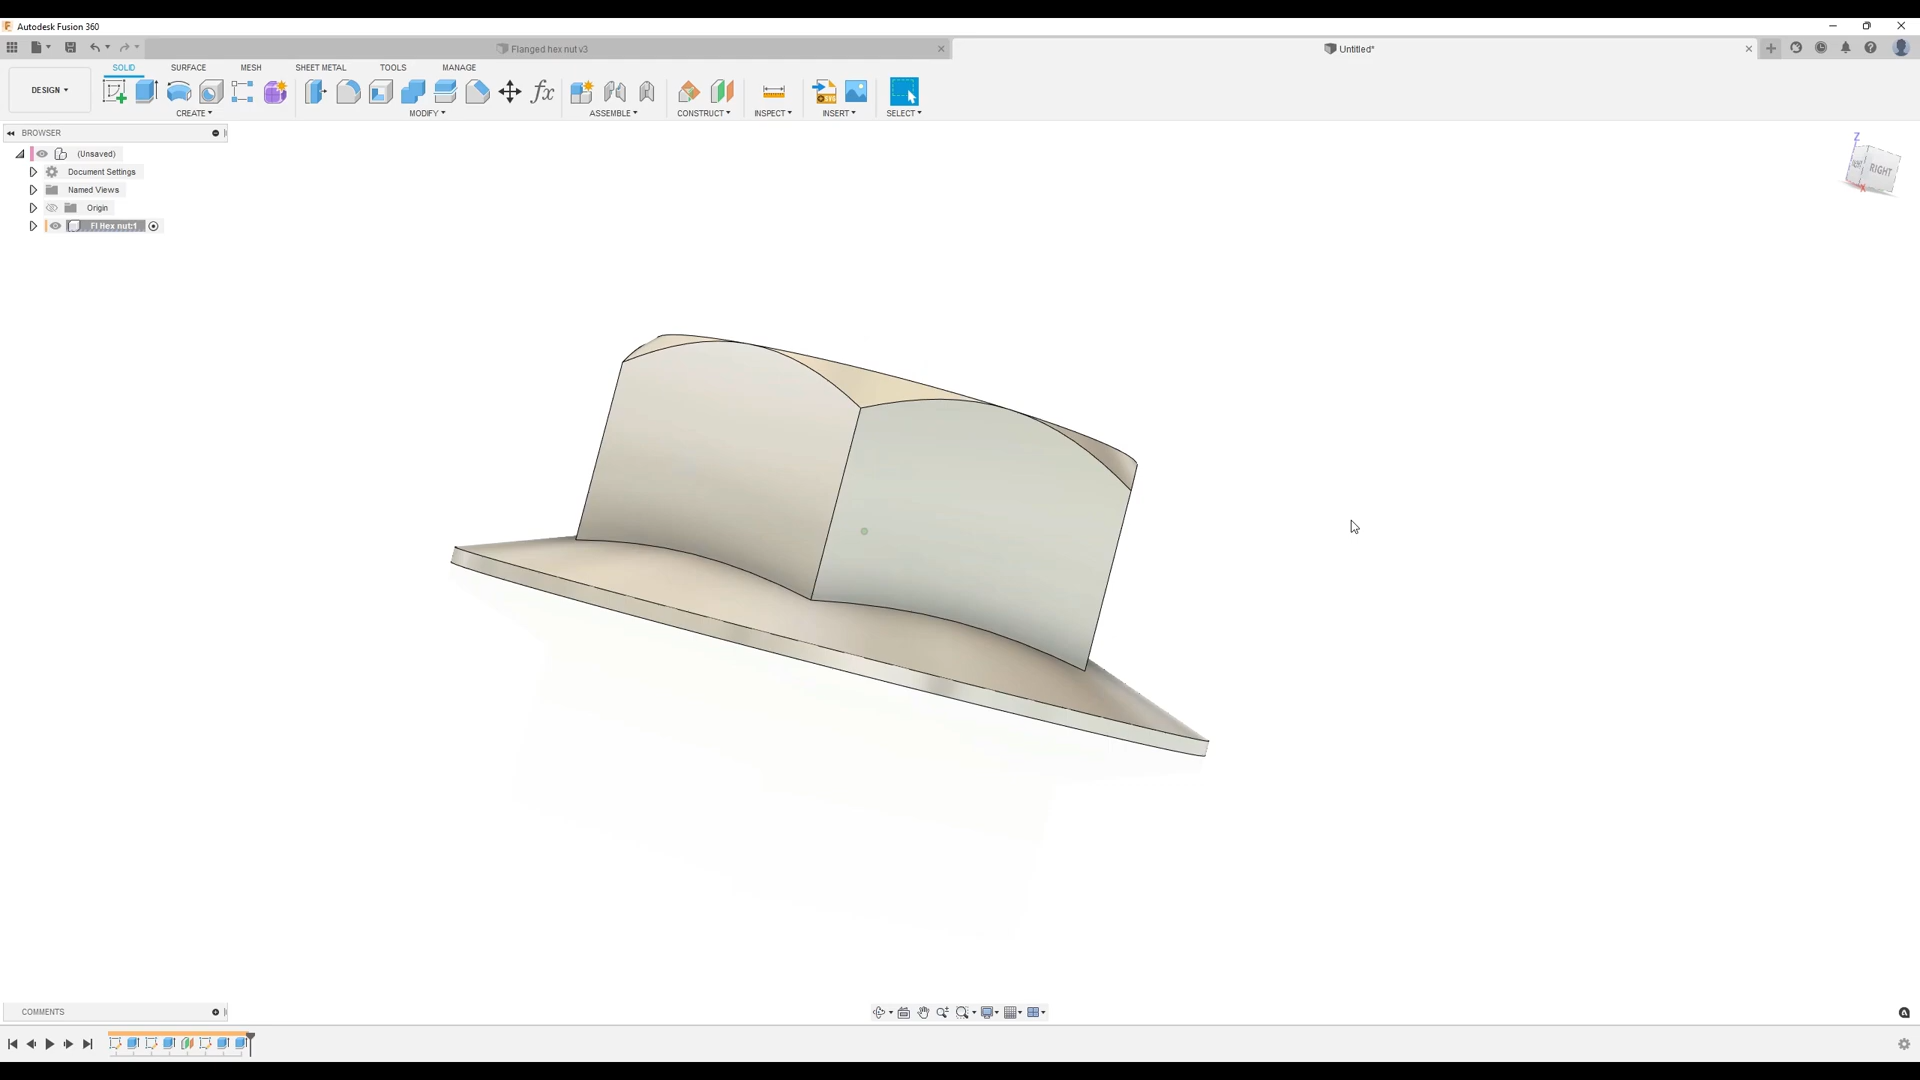 Autodesk Fusion 360
Flanged hex nut v3
Untitled*
SOLID SURFACE MESH SHEET METAL TOOLS MANAGE
DESIGN
CREATE MODIFY ASSEMBLE CONSTRUCT INSPECT INSERT SELECT
BROWSER
(Unsaved)
Document Settings
Named Views
Origin
Fl Hex nut:1
Z
RIGHT
X
COMMENTS